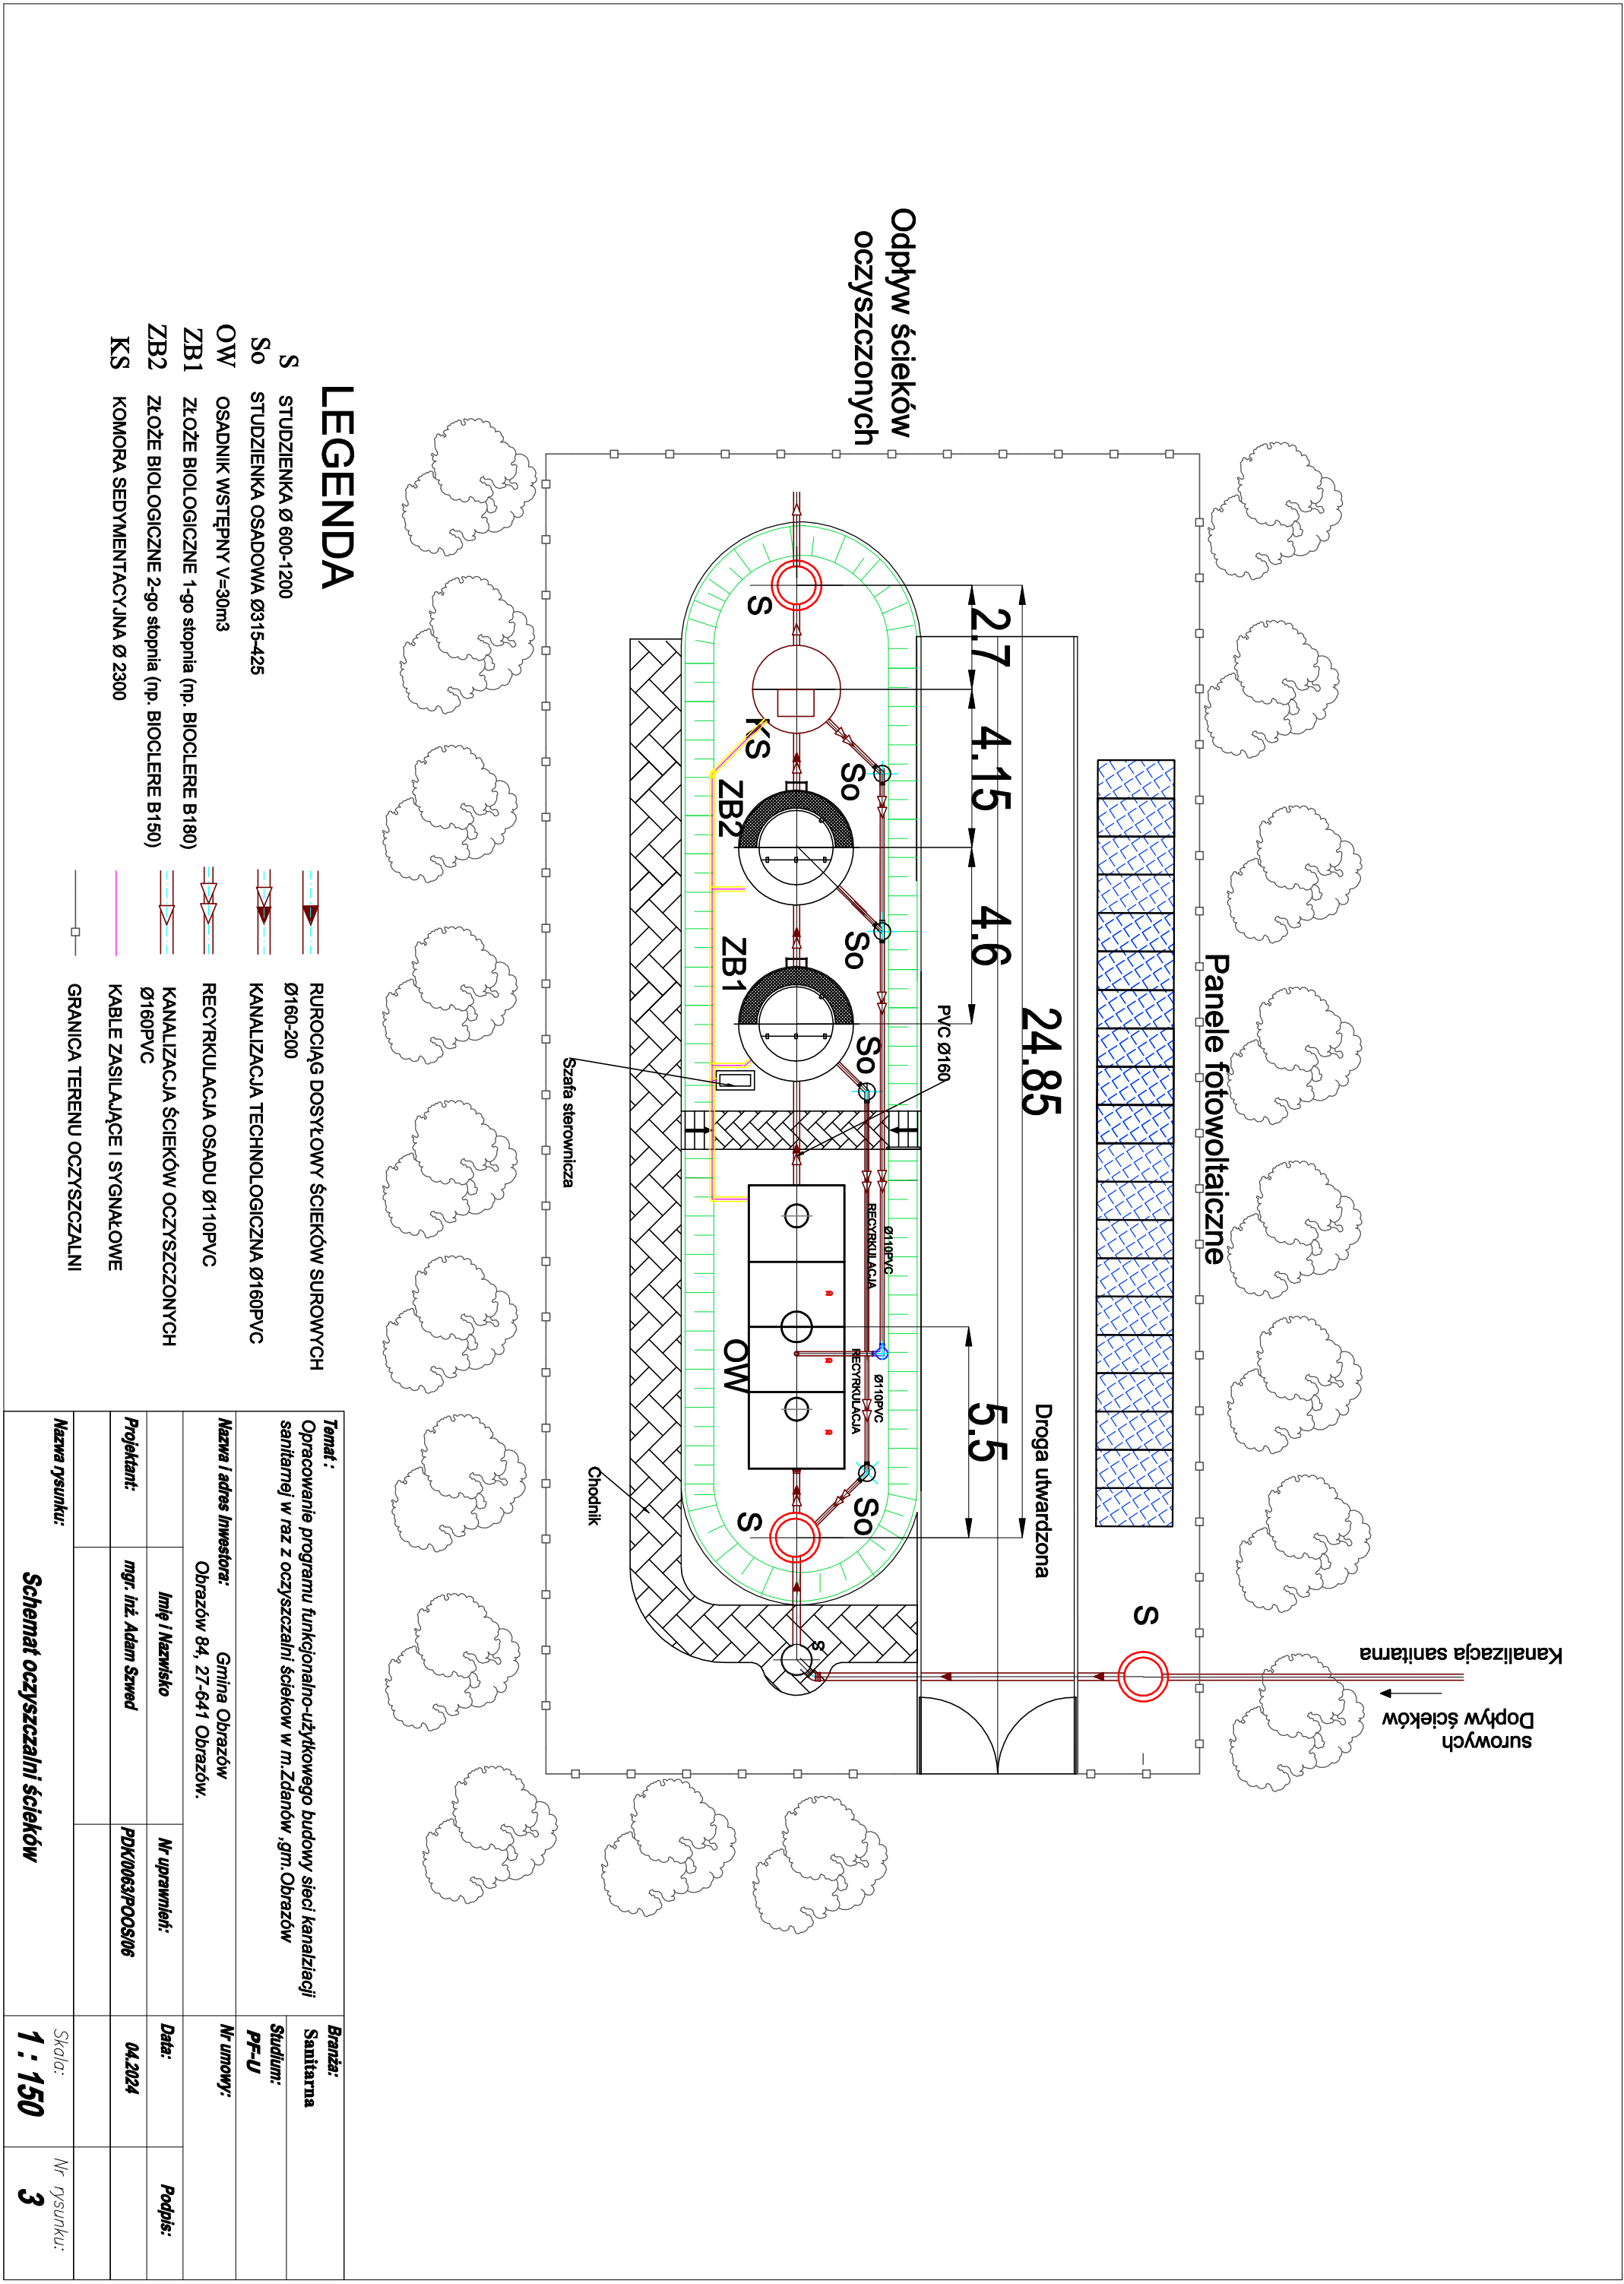 Kanalizacja sanitarna
Dopływ ścieków
surowych
S
Panele fotowoltaiczne
Droga utwardzona
24.85
2.7
4.15
4.6
5.5
Odpływ ścieków
oczyszczonych
PVC Ø160
S
KS
So
ZB2
So
ZB1
So
Ø110PVC
RECYRKULACJA
Ø110PVC
RECYRKULACJA
OW
So
S
S
Szafa sterownicza
Chodnik
LEGENDA
S STUDZIENKA Ø 600-1200
So STUDZIENKA OSADOWA Ø315-425
OW OSADNIK WSTĘPNY V=30m3
ZB1 ZŁOŻE BIOLOGICZNE 1-go stopnia (np. BIOCLERE B180)
ZB2 ZŁOŻE BIOLOGICZNE 2-go stopnia (np. BIOCLERE B150)
KS KOMORA SEDYMENTACYJNA Ø 2300
RUROCIĄG DOSYŁOWY ŚCIEKÓW SUROWYCH
Ø160-200
KANALIZACJA TECHNOLOGICZNA Ø160PVC
RECYRKULACJA OSADU Ø110PVC
KANALIZACJA ŚCIEKÓW OCZYSZCZONYCH
Ø160PVC
KABLE ZASILAJĄCE I SYGNAŁOWE
GRANICA TERENU OCZYSZCZALNI
Temat :
Opracowanie programu funkcjonalno-użytkowego budowy sieci kanalziacji
sanitarnej w raz z oczyszczalni ściekow w m.Zdanów ,gm.Obrazów
Branża:
Sanitarna
Studium:
PF-U
Nazwa i adres Inwestora: Gmina Obrazów
Obrazów 84, 27-641 Obrazów.
Nr umowy:
Imię i Nazwisko Nr uprawnień: Data: Podpis:
Projektant: mgr. inż. Adam Szwed PDK/0063/POOS/06 04.2024
Nazwa rysunku:
Schemat oczyszczalni ścieków
Skala:
1 : 150
Nr rysunku:
3